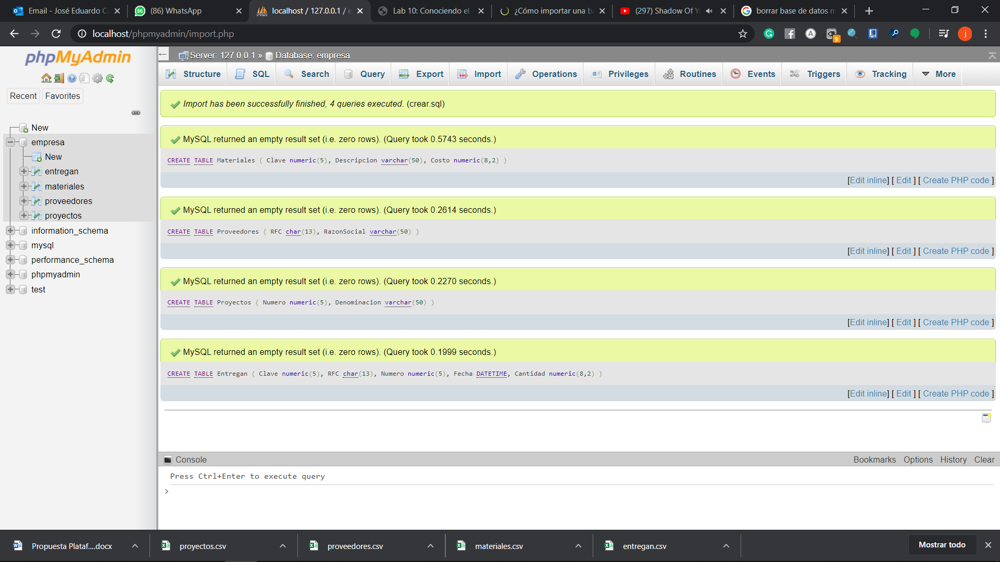 Email - José Eduardo C
(86) WhatsApp
localhost / 127.0.0.1 / e
Lab 10: Conociendo el
¿Cómo importar una b
(297) Shadow Of Y
borrar base de datos m
localhost/phpmyadmin/import.php
9
j
phpMyAdmin
Recent
Favorites
New
empresa
New
entregan
materiales
proveedores
proyectos
information_schema
mysql
performance_schema
phpmyadmin
test
Server: 127.0.0.1 » Database: empresa
Structure
SQL
Search
Query
Export
Import
Operations
Privileges
Routines
Events
Triggers
Tracking
More
Import has been successfully finished, 4 queries executed. (crear.sql)
MySQL returned an empty result set (i.e. zero rows). (Query took 0.5743 seconds.)
CREATE TABLE Materiales ( Clave numeric(5), Descripcion varchar(50), Costo numeric(8,2) )
[Edit inline] [ Edit ] [ Create PHP code ]
MySQL returned an empty result set (i.e. zero rows). (Query took 0.2614 seconds.)
CREATE TABLE Proveedores ( RFC char(13), RazonSocial varchar(50) )
[Edit inline] [ Edit ] [ Create PHP code ]
MySQL returned an empty result set (i.e. zero rows). (Query took 0.2270 seconds.)
CREATE TABLE Proyectos ( Numero numeric(5), Denominacion varchar(50) )
[Edit inline] [ Edit ] [ Create PHP code ]
MySQL returned an empty result set (i.e. zero rows). (Query took 0.1999 seconds.)
CREATE TABLE Entregan ( Clave numeric(5), RFC char(13), Numero numeric(5), Fecha DATETIME, Cantidad numeric(8,2) )
[Edit inline] [ Edit ] [ Create PHP code ]
Console
Bookmarks
Options
History
Clear
Press Ctrl+Enter to execute query
>
Propuesta Plataf....docx
proyectos.csv
proveedores.csv
materiales.csv
entregan.csv
Mostrar todo